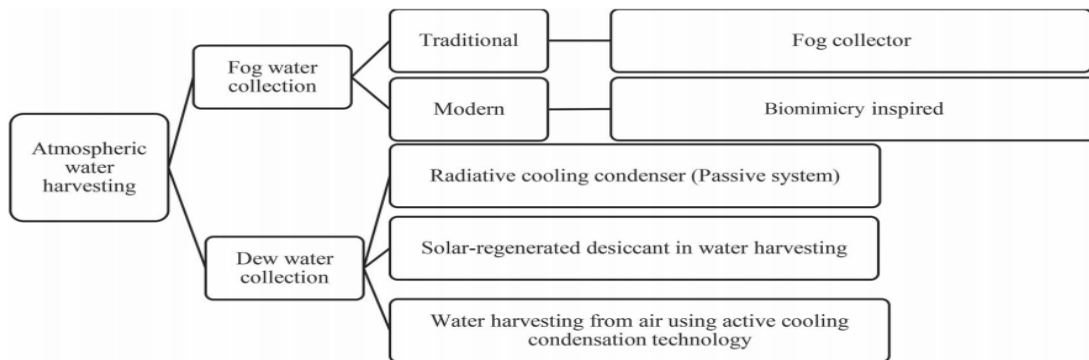 Traditional
Fog collector
Fog water
collection
Modern
Biomimicry inspired
Atmospheric
water
harvesting
Radiative cooling condenser (Passive system)
Solar-regenerated desiccant in water harvesting
Dew water
collection
Water harvesting from air using active cooling
condensation technology